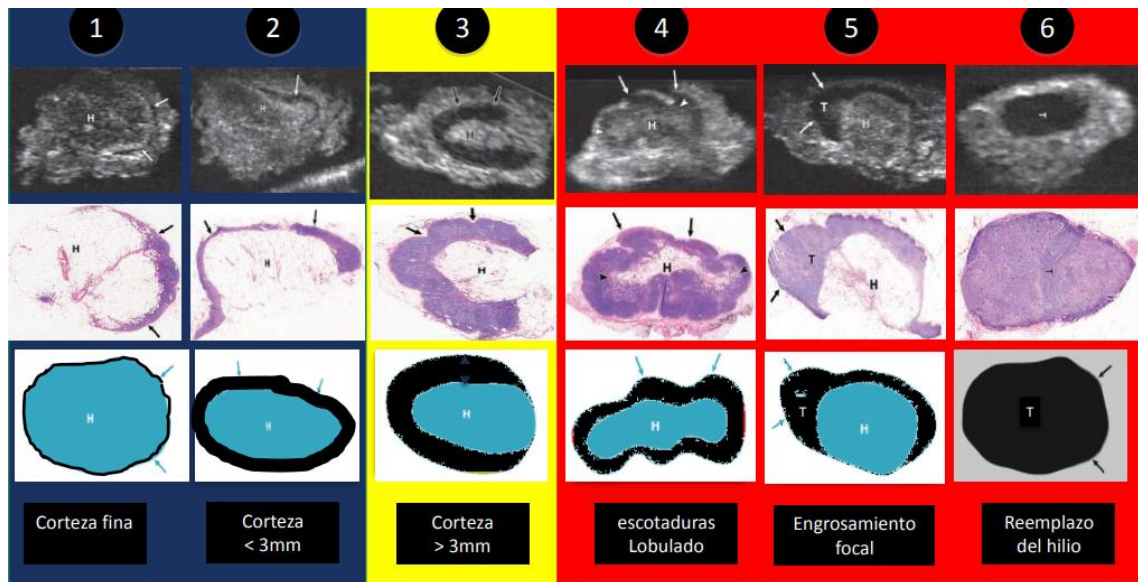 1
2
3
4
5
6
H
H
H
H
T
H
T
H
H
H
H
T
H
T
H
H
H
H
T
H
T
Corteza fina
Corteza
< 3mm
Corteza
> 3mm
escotaduras
Lobulado
Engrosamiento
focal
Reemplazo
del hilio